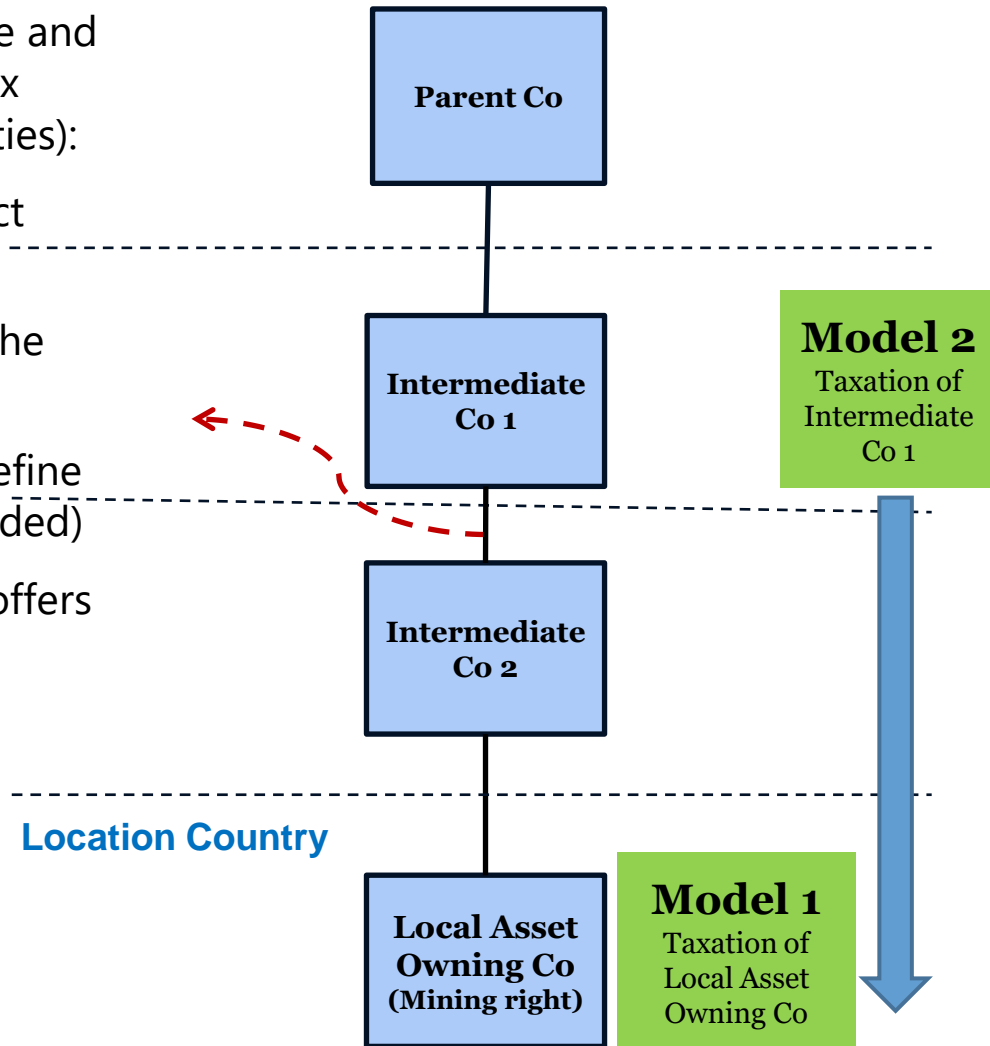 e and
x
ties):
ct
he
efine
ded)
offers
Parent Co
Intermediate
Co 1
Intermediate
Co 2
Location Country
Local Asset
Owning Co
(Mining right)
Model 2
Taxation of
Intermediate
Co 1
Model 1
Taxation of
Local Asset
Owning Co